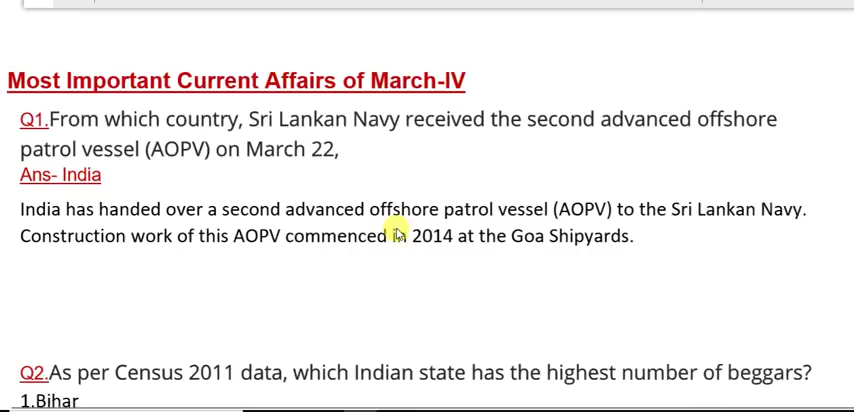 Most Important Current Affairs of March-IV
Q1.From which country, Sri Lankan Navy received the second advanced offshore
patrol vessel (AOPV) on March 22,
Ans- India
India has handed over a second advanced offshore patrol vessel (AOPV) to the Sri Lankan Navy.
Construction work of this AOPV commenced in 2014 at the Goa Shipyards.
Q2.As per Census 2011 data, which Indian state has the highest number of beggars?
1.Bihar